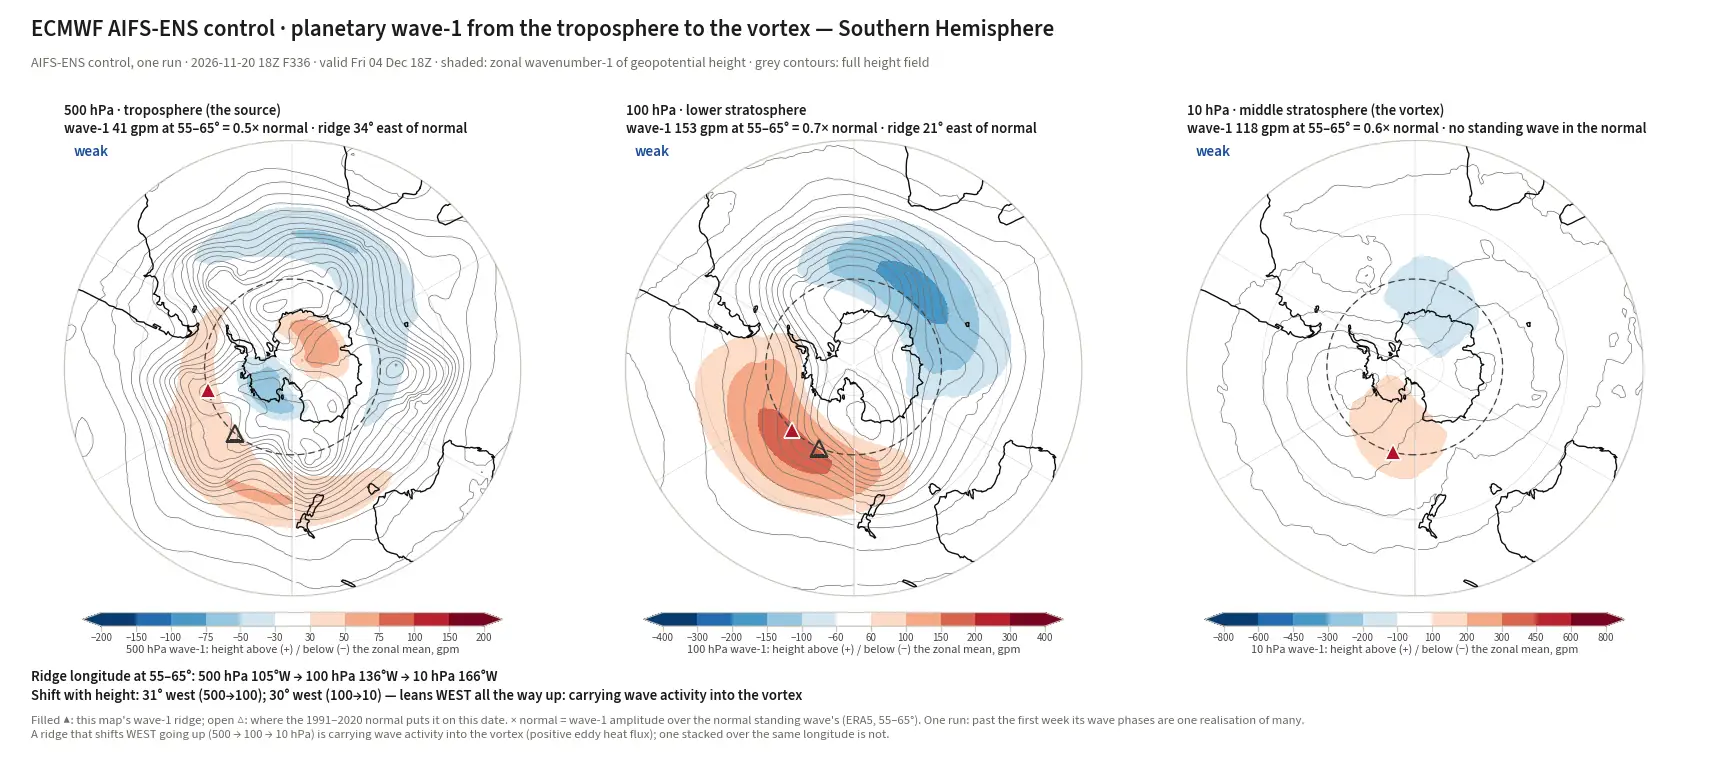 ECMWF AIFS-ENS control · planetary wave-1 from the troposphere to the vortex — Southern Hemisphere
AIFS-ENS control, one run · 2026-11-20 18Z F336 · valid Fri 04 Dec 18Z · shaded: zonal wavenumber-1 of geopotential height · grey contours: full height field
500 hPa · troposphere (the source)
wave-1 41 gpm at 55–65° = 0.5× normal · ridge 34° east of normal
weak
100 hPa · lower stratosphere
wave-1 153 gpm at 55–65° = 0.7× normal · ridge 21° east of normal
weak
10 hPa · middle stratosphere (the vortex)
wave-1 118 gpm at 55–65° = 0.6× normal · no standing wave in the normal
weak
−200 −150 −100 −75 −50 −30 30 50 75 100 150 200
500 hPa wave-1: height above (+) / below (−) the zonal mean, gpm
−400 −300 −200 −150 −100 −60 60 100 150 200 300 400
100 hPa wave-1: height above (+) / below (−) the zonal mean, gpm
−800 −600 −450 −300 −200 −100 100 200 300 450 600 800
10 hPa wave-1: height above (+) / below (−) the zonal mean, gpm
Ridge longitude at 55–65°: 500 hPa 105°W → 100 hPa 136°W → 10 hPa 166°W
Shift with height: 31° west (500→100); 30° west (100→10) — leans WEST all the way up: carrying wave activity into the vortex
Filled ▲: this map's wave-1 ridge; open △: where the 1991–2020 normal puts it on this date. × normal = wave-1 amplitude over the normal standing wave's (ERA5, 55–65°). One run: past the first week its wave phases are one realisation of many.
A ridge that shifts WEST going up (500 → 100 → 10 hPa) is carrying wave activity into the vortex (positive eddy heat flux); one stacked over the same longitude is not.